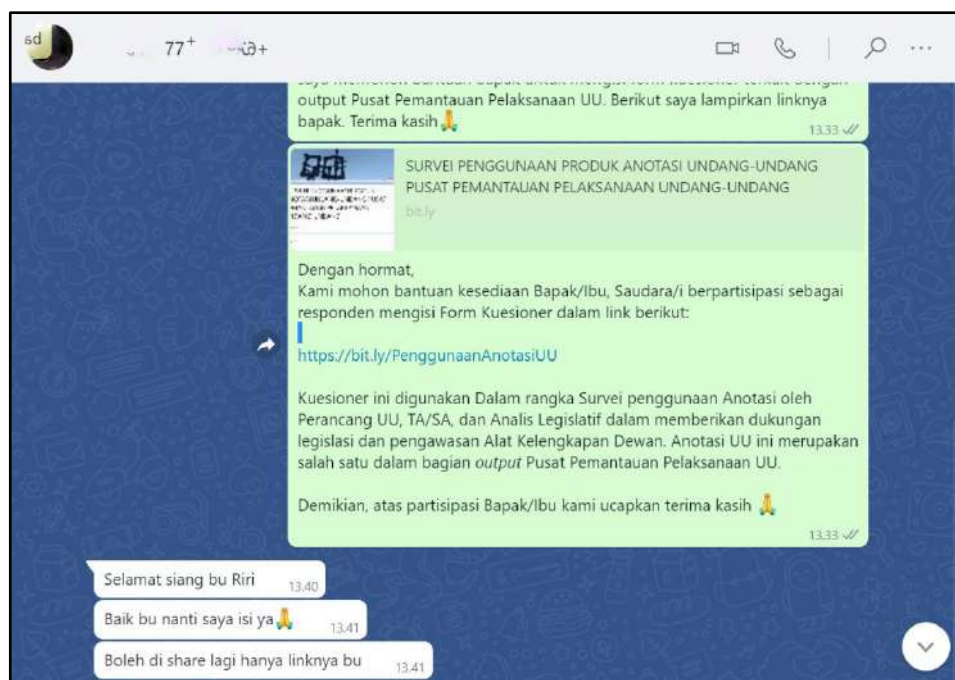 77+
output Pusat Pemantauan Pelaksanaan UU. Berikut saya lampirkan linknya
bapak. Terima kasih🙏
13.33
SURVEI PENGGUNAAN PRODUK ANOTASI UNDANG-UNDANG
PUSAT PEMANTAUAN PELAKSANAAN UNDANG-UNDANG
bit.ly
Dengan hormat,
Kami mohon bantuan kesediaan Bapak/Ibu, Saudara/i berpartisipasi sebagai
responden mengisi Form Kuesioner dalam link berikut:
https://bit.ly/PenggunaanAnotasiUU
Kuesioner ini digunakan Dalam rangka Survei penggunaan Anotasi oleh
Perancang UU, TA/SA, dan Analis Legislatif dalam memberikan dukungan
legislasi dan pengawasan Alat Kelengkapan Dewan. Anotasi UU ini merupakan
salah satu dalam bagian output Pusat Pemantauan Pelaksanaan UU.
Demikian, atas partisipasi Bapak/Ibu kami ucapkan terima kasih 🙏
13.33
Selamat siang bu Riri
13.40
Baik bu nanti saya isi ya🙏
13.41
Boleh di share lagi hanya linknya bu
13.41